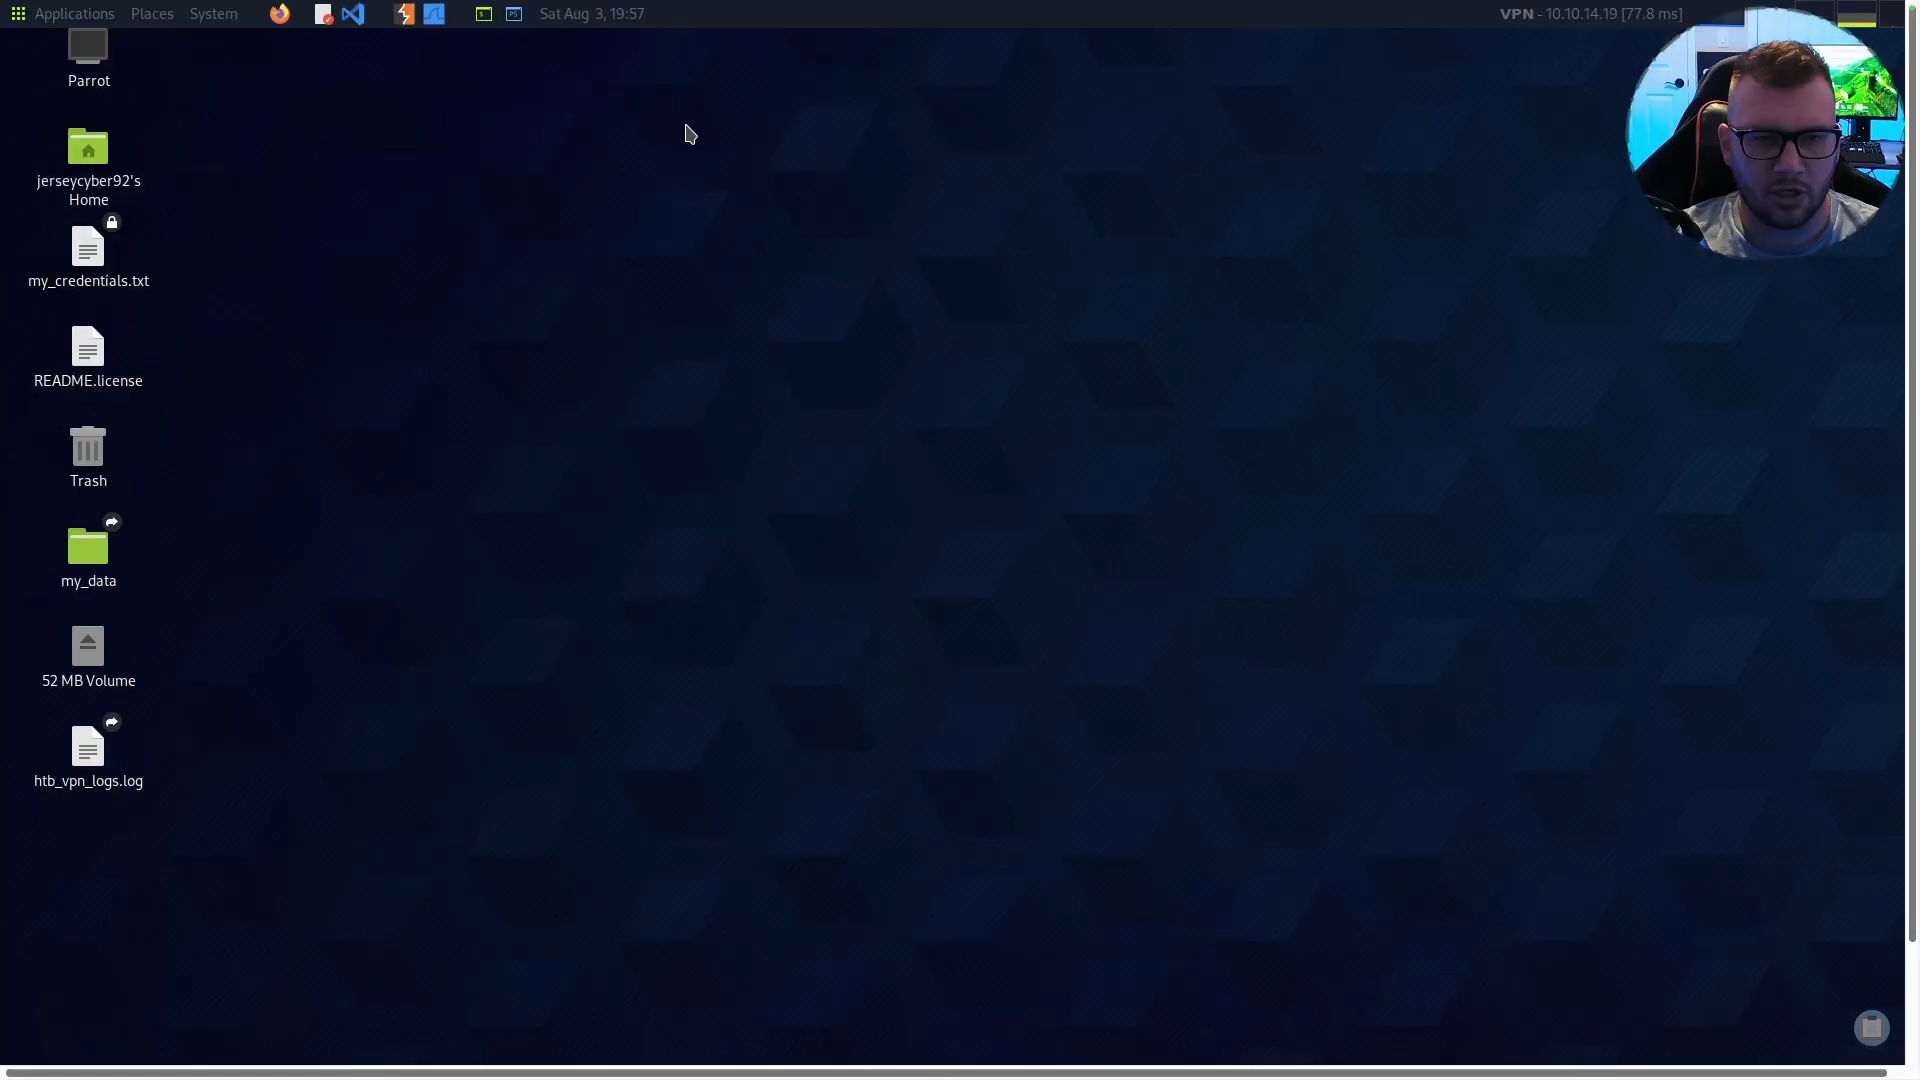 Applications Places System Sat Aug 3, 19:57 VPN - 10.10.14.19 [77.8 ms]
Parrot
jerseycyber92's
Home
my_credentials.txt
README.license
Trash
my_data
52 MB Volume
htb_vpn_logs.log